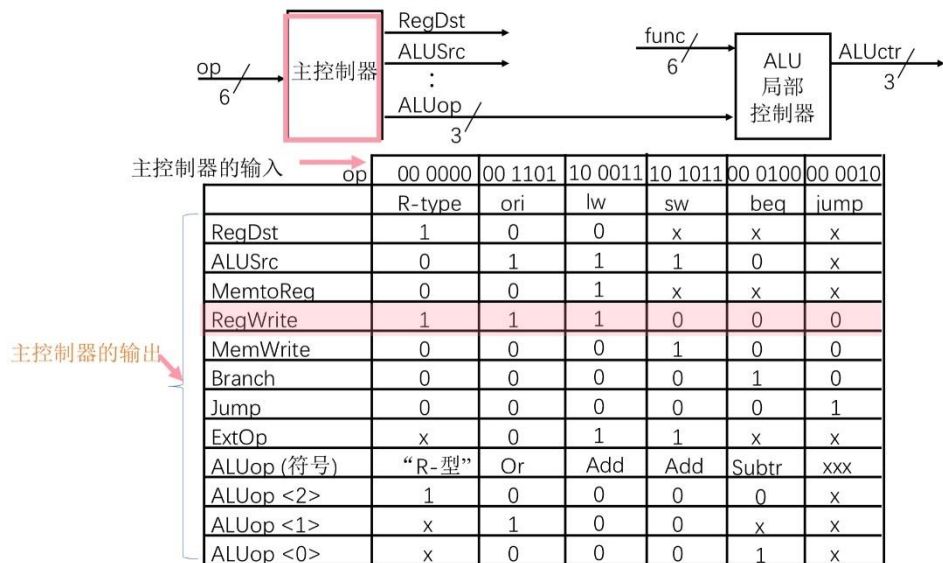 RegDst
ALUSrc
:
ALUop
3
op
6
主控制器
func
6
ALU
局部
控制器
ALUctr
3
主控制器的输入
op 00 0000 00 1101 10 0011 10 1011 00 0100 00 0010
R-type ori lw sw beq jump
RegDst 1 0 0 x x x
ALUSrc 0 1 1 1 0 x
MemtoReg 0 0 1 x x x
RegWrite 1 1 1 0 0 0
MemWrite 0 0 0 1 0 0
Branch 0 0 0 0 1 0
Jump 0 0 0 0 0 1
ExtOp x 0 1 1 x x
ALUop (符号) “R-型” Or Add Add Subtr xxx
ALUop <2> 1 0 0 0 0 x
ALUop <1> x 1 0 0 x x
ALUop <0> x 0 0 0 1 x
主控制器的输出